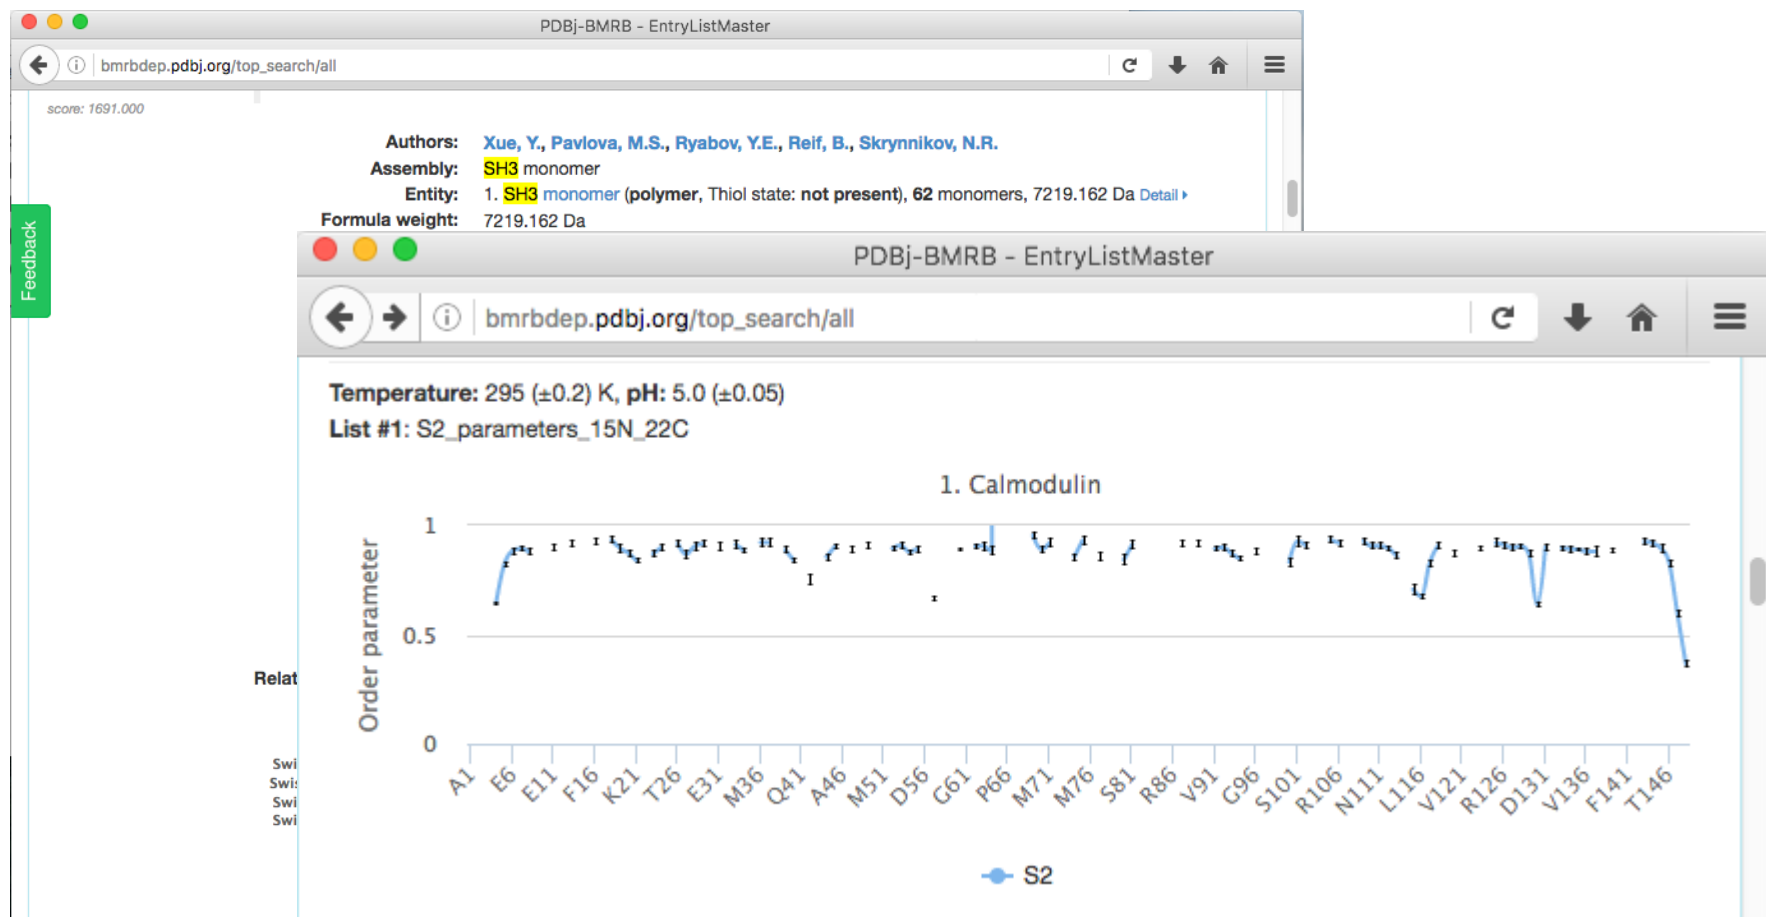 PDBj-BMRB - EntryListMaster
bmrbdep.pdbj.org/top_search/all
score: 1691.000
Authors: Xue, Y., Pavlova, M.S., Ryabov, Y.E., Reif, B., Skrynnikov, N.R.
Assembly: SH3 monomer
Entity: 1. SH3 monomer (polymer, Thiol state: not present), 62 monomers, 7219.162 Da Detail
Formula weight: 7219.162 Da
Feedback
Relat
Swi
Swis
Swi
Swi
PDBj-BMRB - EntryListMaster
bmrbdep.pdbj.org/top_search/all
Temperature: 295 (±0.2) K, pH: 5.0 (±0.05)
List #1: S2_parameters_15N_22C
1. Calmodulin
Order parameter
1
0.5
0
A1 E6 E11 F16 K21 T26 E31 M36 Q41 A46 M51 D56 G61 P66 M71 M76 S81 R86 V91 G96 S101 R106 N111 L116 V121 R126 D131 V136 F141 T146
S2